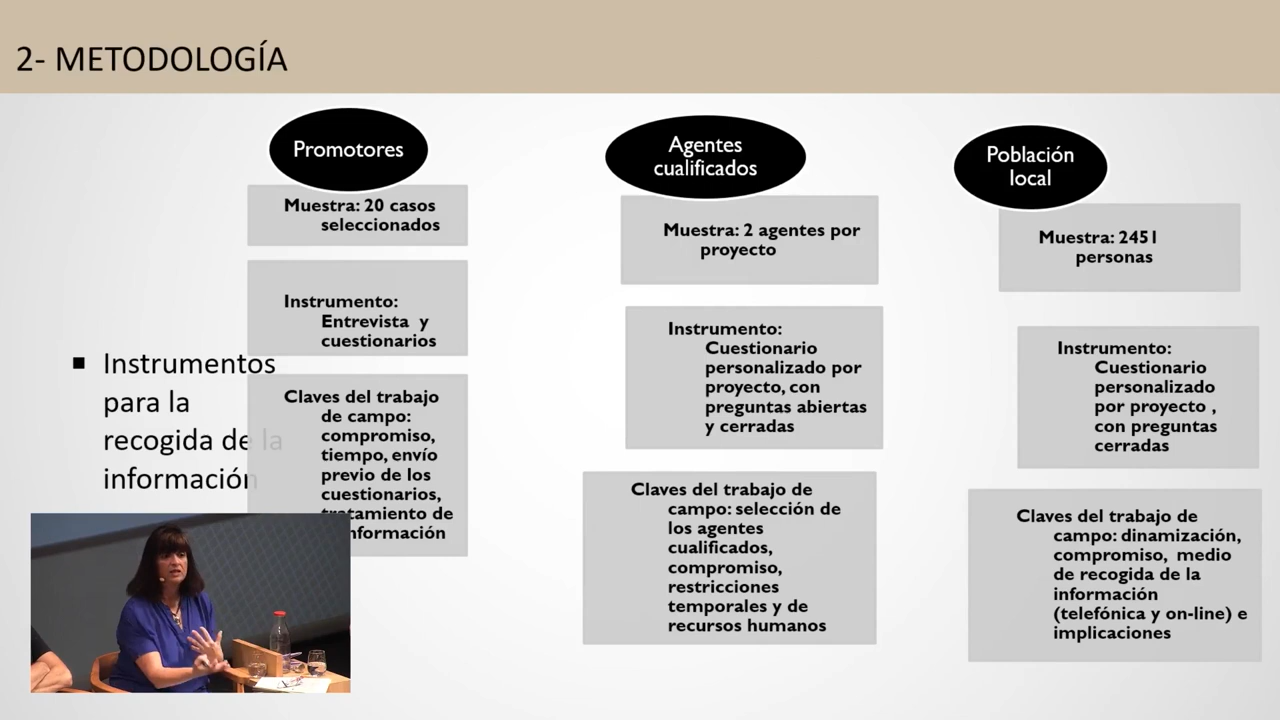 2- METODOLOGÍA
Instrumentos
para la
recogida de la
información
Promotores
Muestra: 20 casos
seleccionados
Instrumento:
Entrevista y
cuestionarios
Claves del trabajo
de campo:
compromiso,
tiempo, envío
previo de los
cuestionarios,
tratamiento de
información
Agentes
cualificados
Muestra: 2 agentes por
proyecto
Instrumento:
Cuestionario
personalizado por
proyecto, con
preguntas abiertas
y cerradas
Claves del trabajo de
campo: selección de
los agentes
cualificados,
compromiso,
restricciones
temporales y de
recursos humanos
Población
local
Muestra: 2451
personas
Instrumento:
Cuestionario
personalizado
por proyecto ,
con preguntas
cerradas
Claves del trabajo de
campo: dinamización,
compromiso, medio
de recogida de la
información
(telefónica y on-line) e
implicaciones